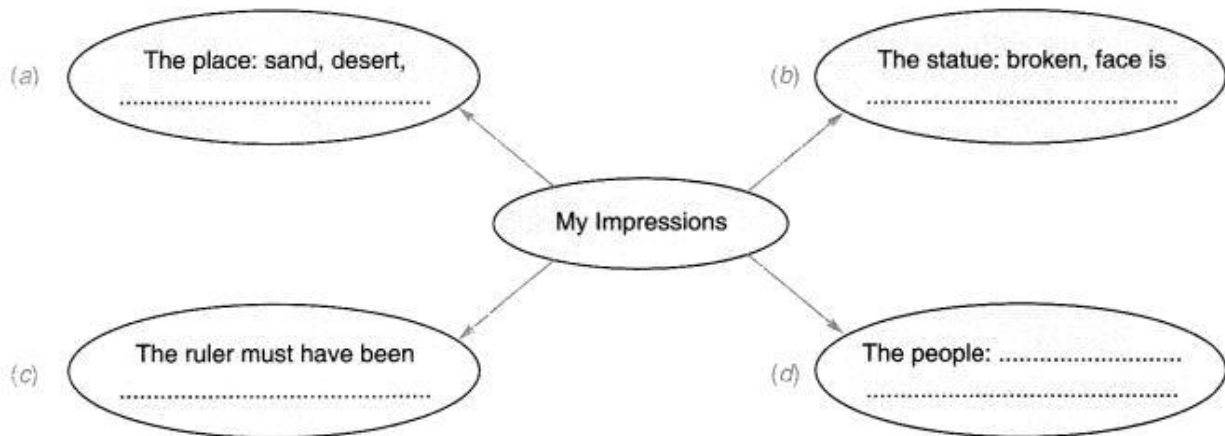 (a)
The place: sand, desert,
....................................................
(b)
The statue: broken, face is
....................................................
My Impressions
(c)
The ruler must have been
....................................................
(d)
The people: ..............................
....................................................